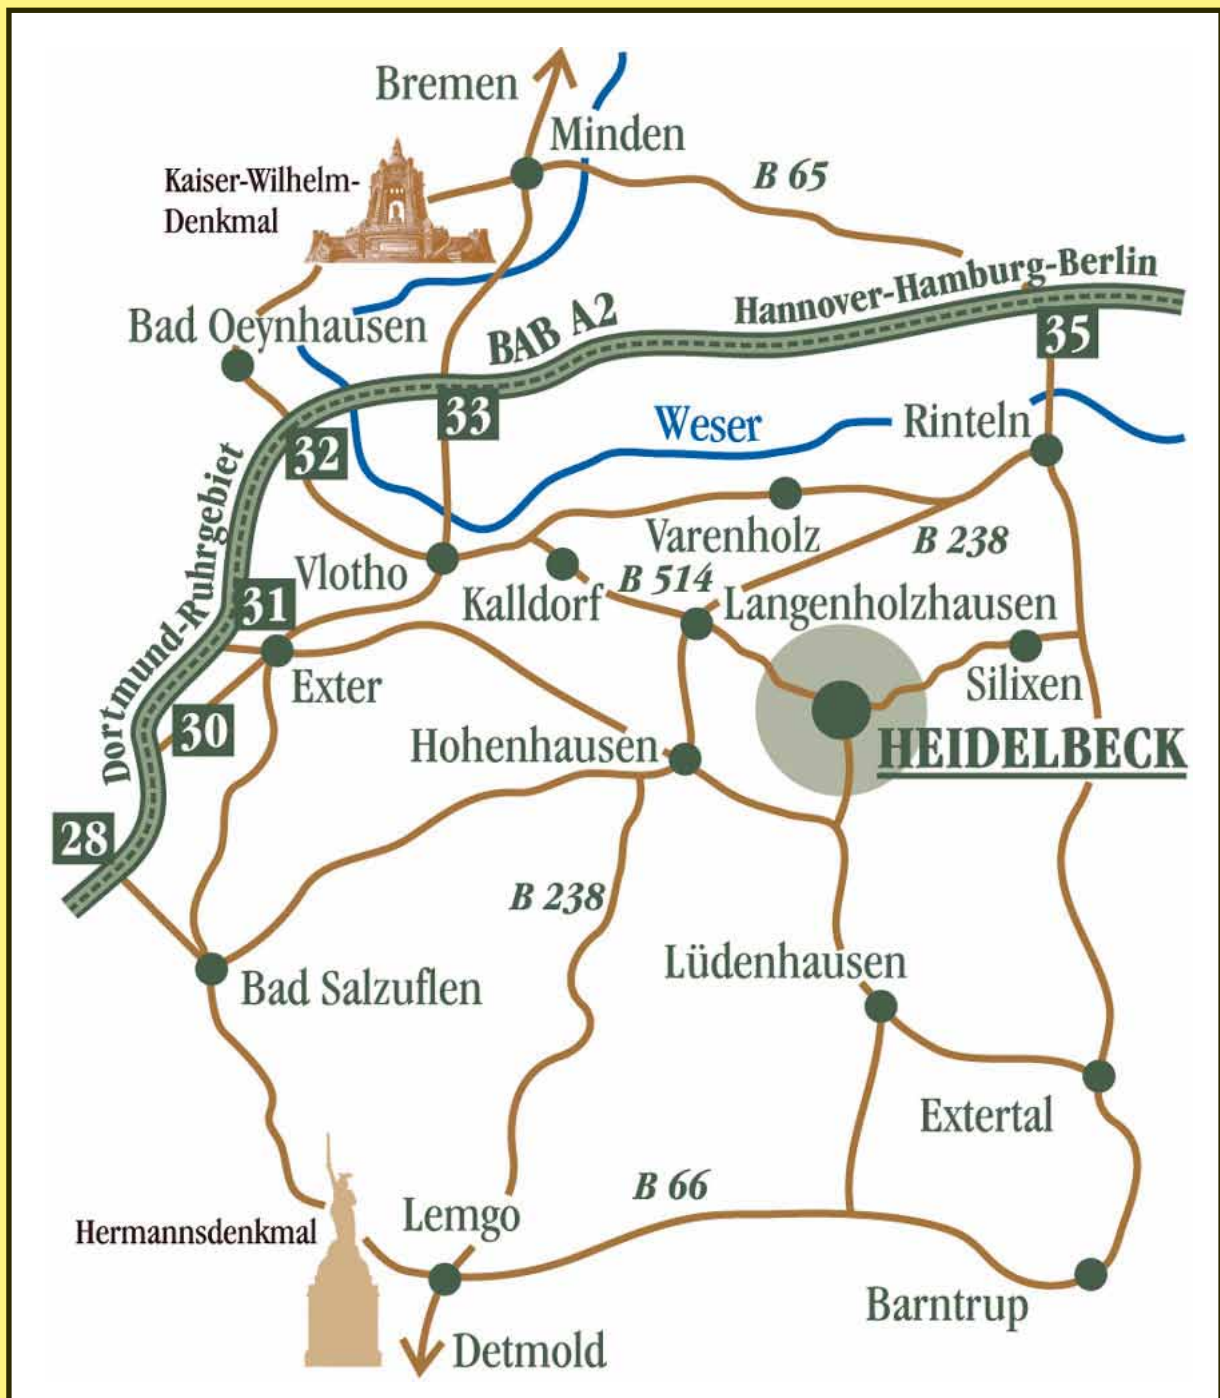 Bremen
Minden
Kaiser-Wilhelm-
Denkmal
B 65
Hannover-Hamburg-Berlin
Bad Oeynhausen
BAB A2
35
33
Weser
Rinteln
32
Dortmund-Ruhrgebiet
Varenholz
B 238
Vlotho
Kalldorf
B 514
Langenholzhausen
31
Exter
Silixen
30
Hohenhausen
HEIDELBECK
28
B 238
Lüdenhausen
Bad Salzuflen
Extertal
B 66
Lemgo
Hermannsdenkmal
Barntrup
Detmold